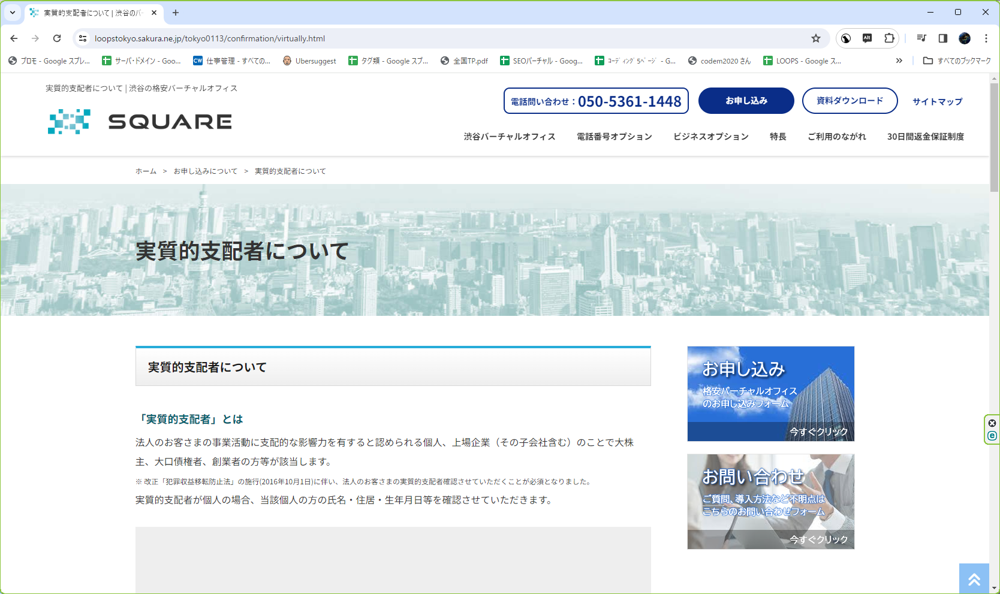 実質的支配者について | 渋谷のバー
loopstokyo.sakura.ne.jp/tokyo0113/confirmation/virtually.html
プロモ - Google スプレ...
サーバ・ドメイン - Goo...
CW 仕事管理 - すべての...
Ubersuggest
タグ類 - Google スプ...
全国TP.pdf
SEOバーチャル - Goog...
ｺｰﾃﾞｨﾝｸﾞ 5ﾍﾟｰｼﾞ - G...
codem2020 さん
LOOPS - Google ス...
すべてのブックマーク
実質的支配者について | 渋谷の格安バーチャルオフィス
SQUARE
電話問い合わせ：050-5361-1448
お申し込み
資料ダウンロード
サイトマップ
渋谷バーチャルオフィス
電話番号オプション
ビジネスオプション
特長
ご利用のながれ
30日間返金保証制度
ホーム > お申し込みについて > 実質的支配者について
実質的支配者について
実質的支配者について
「実質的支配者」とは
法人のお客さまの事業活動に支配的な影響力を有すると認められる個人、上場企業（その子会社含む）のことで大株
主、大口債権者、創業者の方等が該当します。
※ 改正「犯罪収益移転防止法」の施行(2016年10月1日)に伴い、法人のお客さまの実質的支配者確認させていただくことが必須となりました。
実質的支配者が個人の場合、当該個人の方の氏名・住居・生年月日等を確認させていただきます。
お申し込み
格安バーチャルオフィス
のお申し込みフォーム
今すぐクリック
お問い合わせ
ご質問、導入方法など不明点は
こちらのお問い合わせフォーム
今すぐクリック